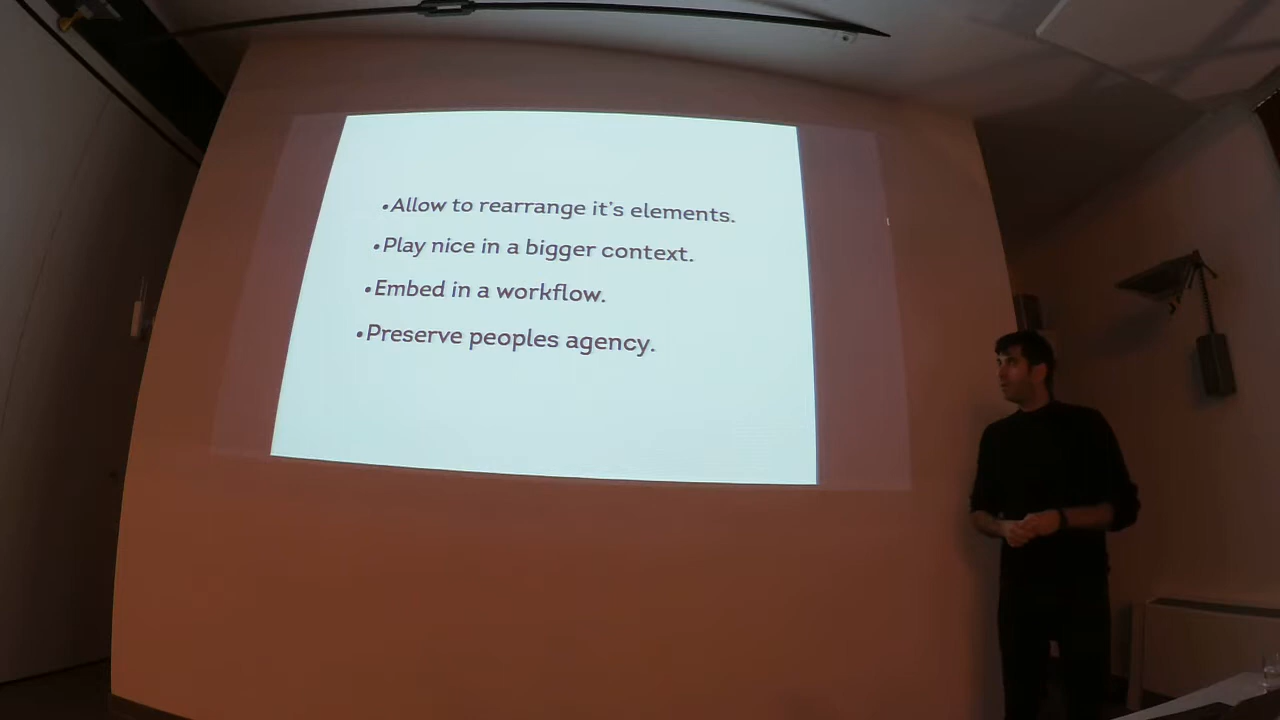 •Allow to rearrange it's elements.
•Play nice in a bigger context.
•Embed in a workflow.
•Preserve peoples agency.